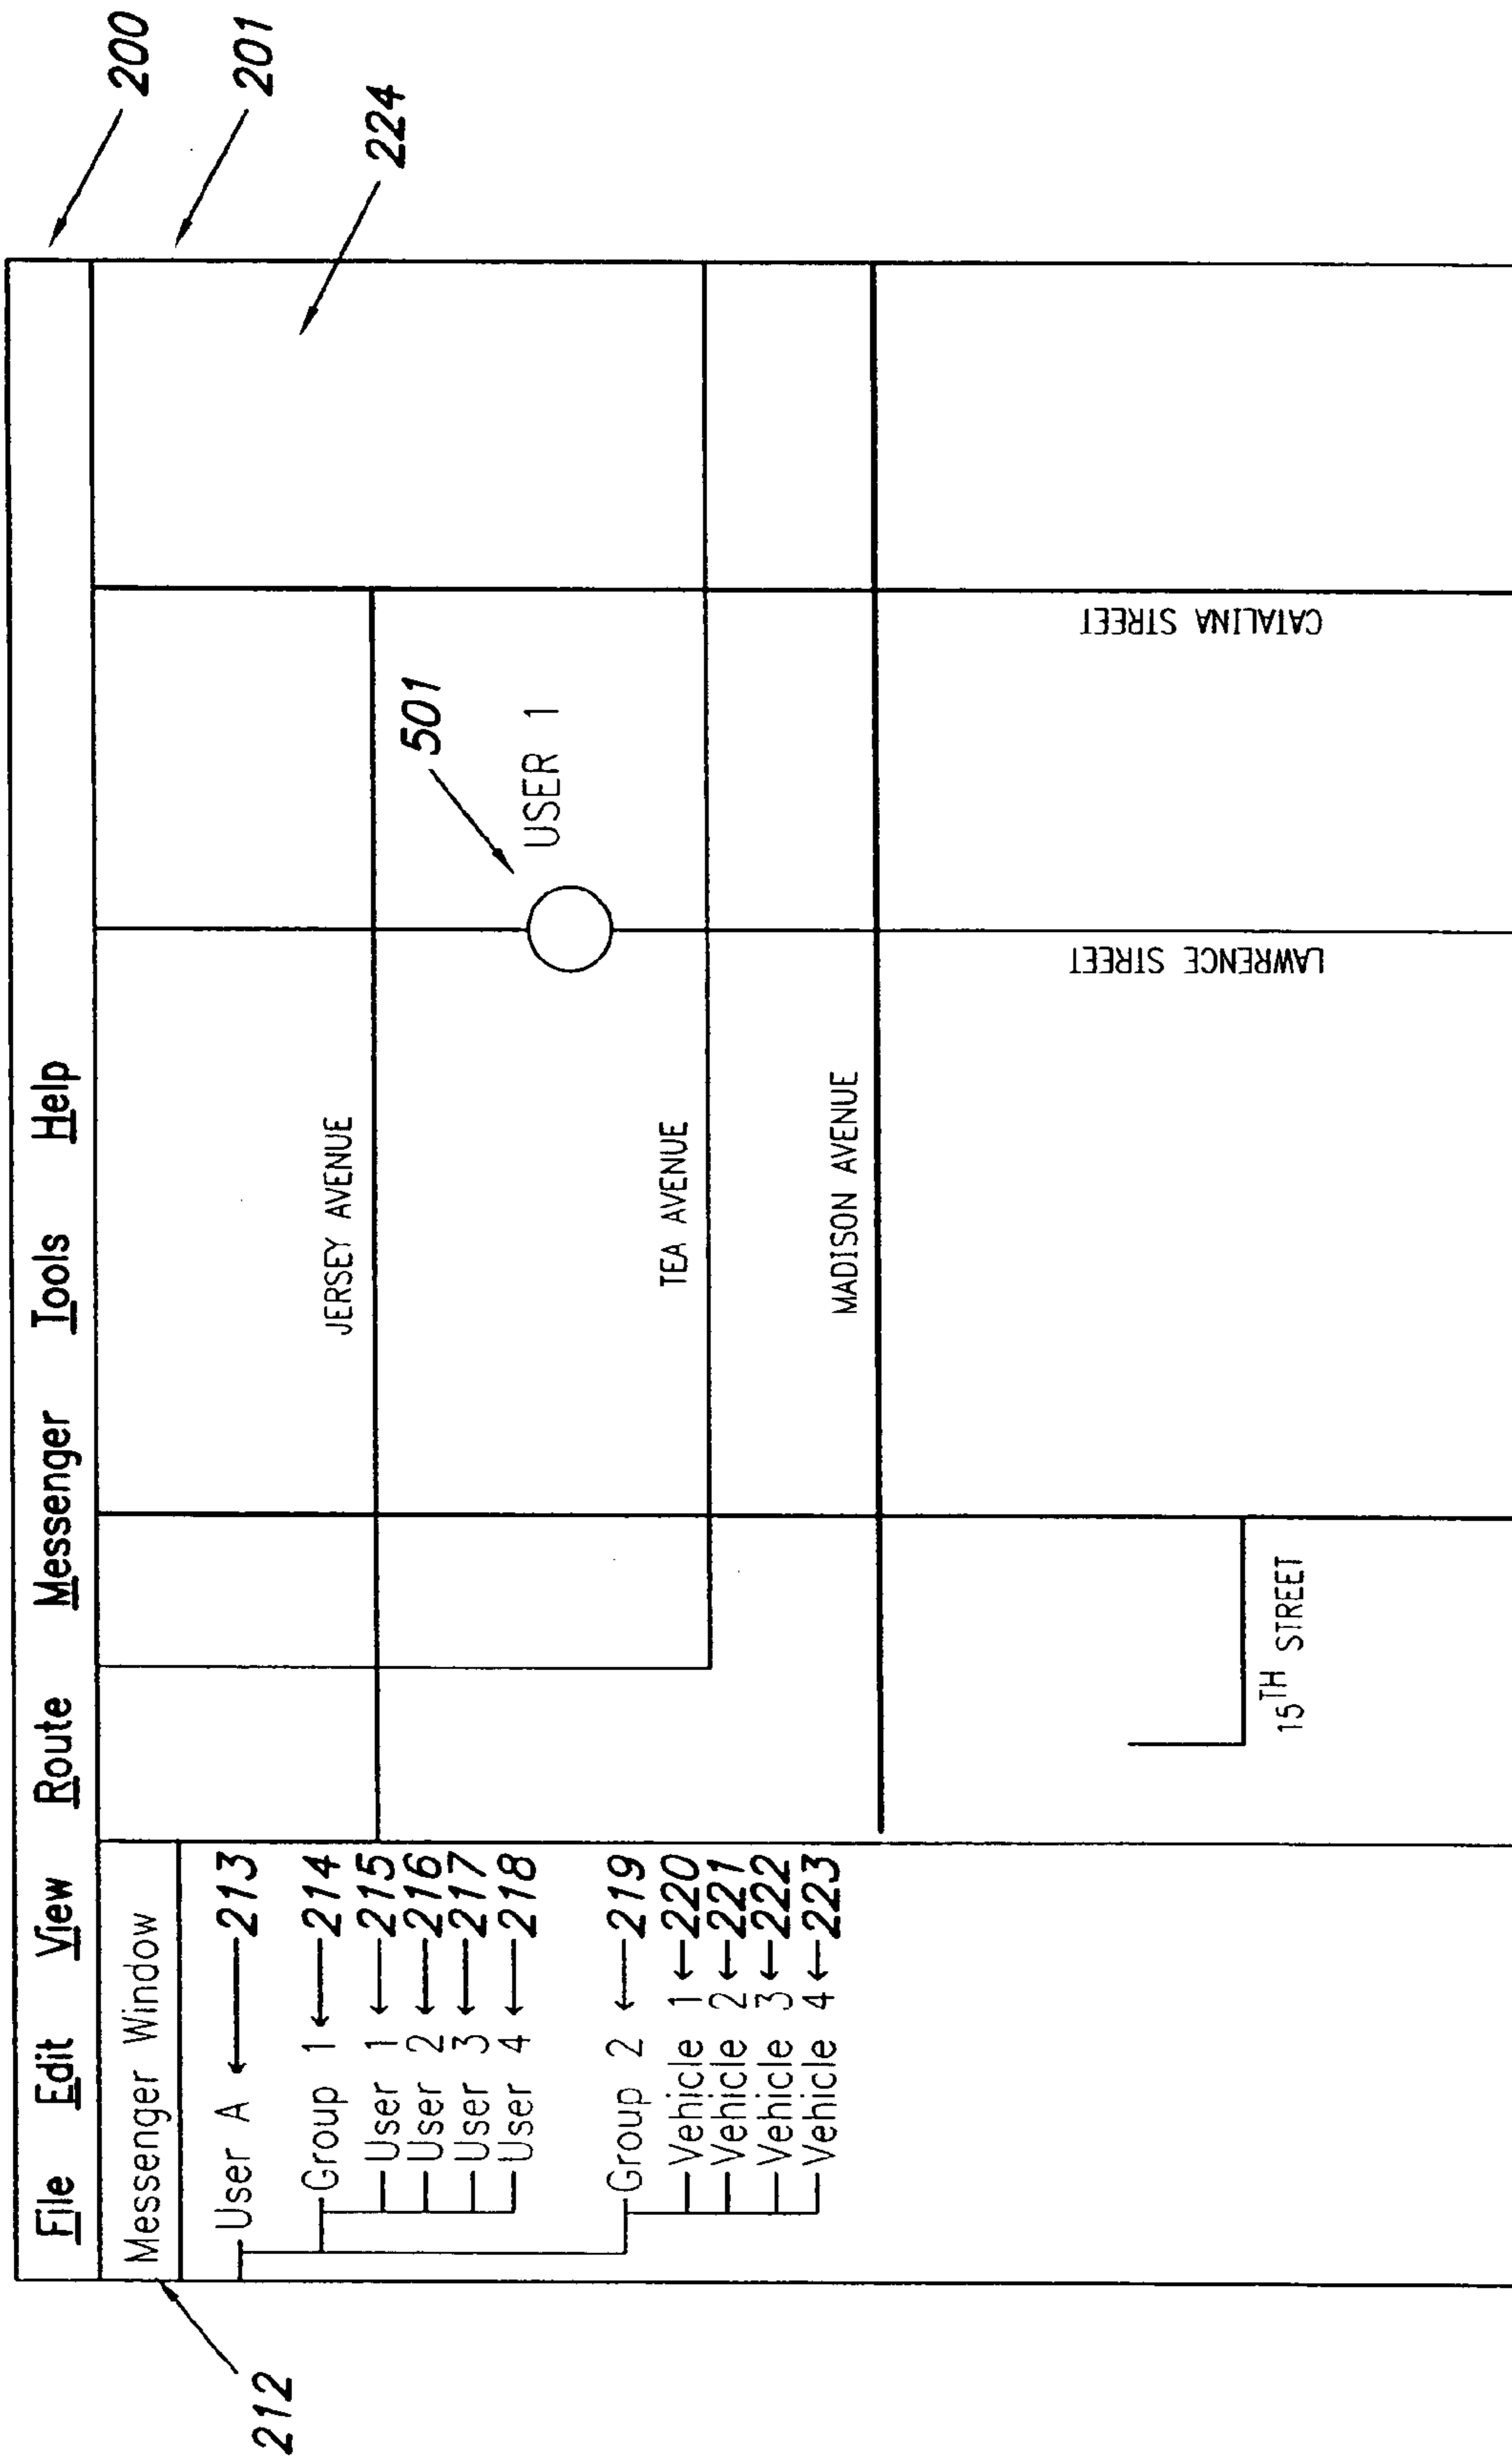 200
201
224
File Edit View Route Messenger Tools Help
212
Messenger Window
User A 213
Group 1 214
User 1 215
User 2 216
User 3 217
User 4 218
Group 2 219
Vehicle 1 220
Vehicle 2 221
Vehicle 3 222
Vehicle 4 223
JERSEY AVENUE
501
USER 1
TEA AVENUE
MADISON AVENUE
15TH STREET
LAWRENCE STREET
CATALINA STREET